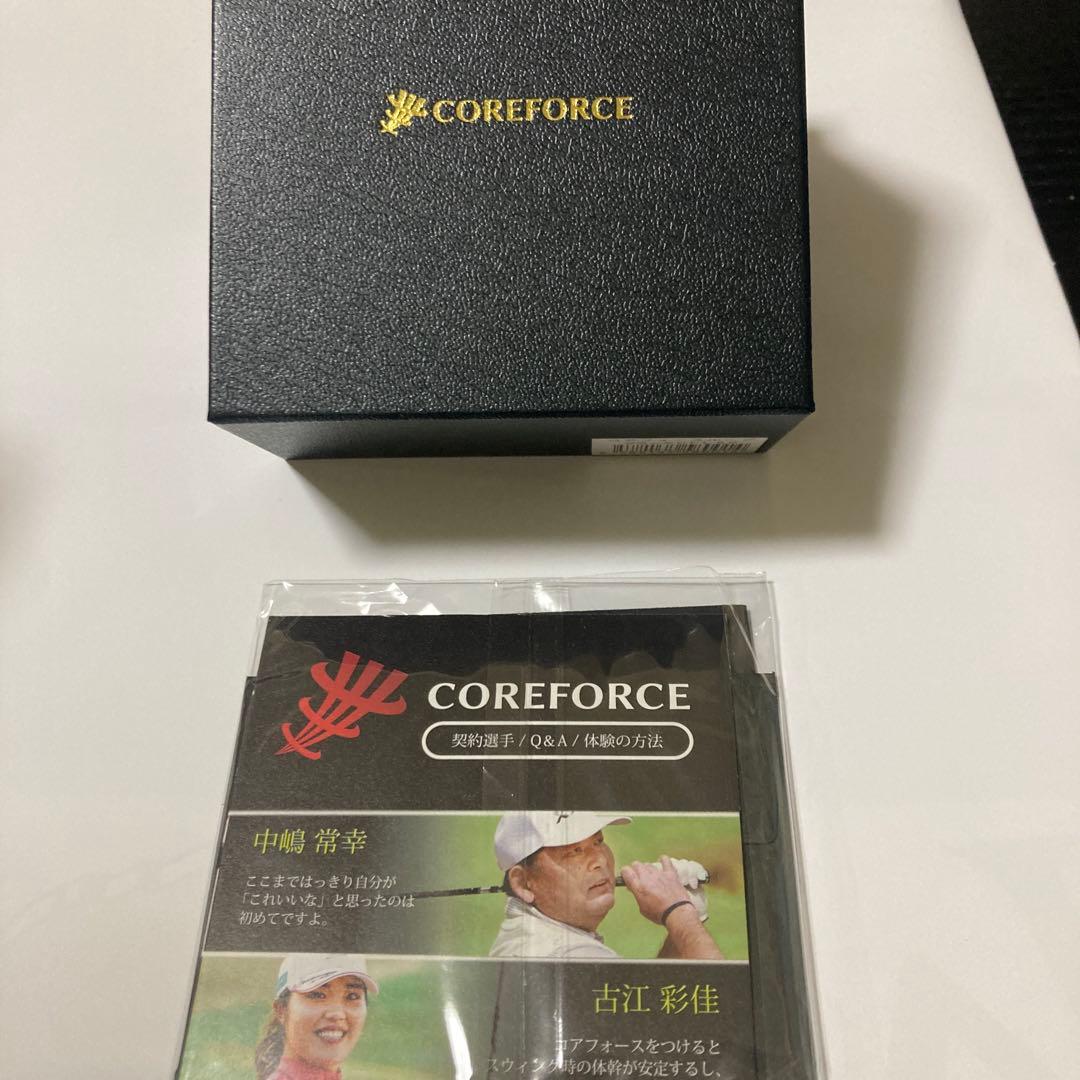 COREFORCE
COREFORCE
契約選手 / Q&A / 体験の方法
中嶋 常幸
ここまではっきり自分が
「これいいな」と思ったのは
初めてですよ。
古江 彩佳
コアフォースをつけると
スウィング時の体幹が安定するし、